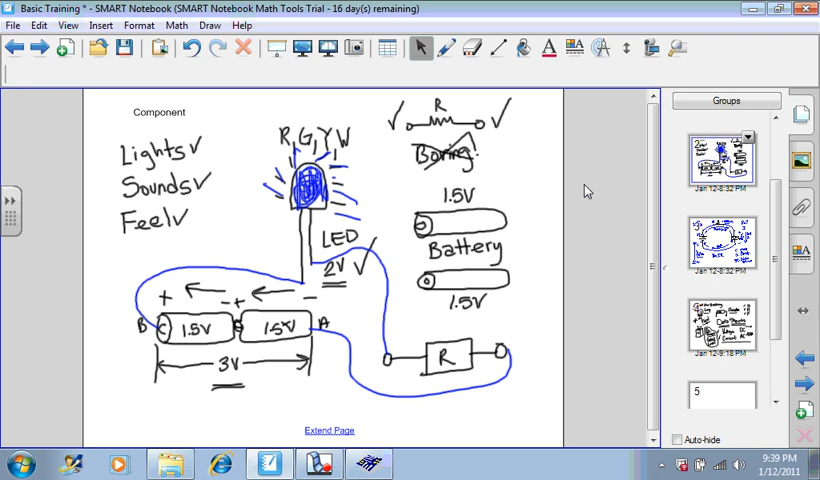 Basic Training * - SMART Notebook (SMART Notebook Math Tools Trial - 16 day(s) remaining)
File Edit View Insert Format Math Draw Help
Component
Lights ✓
Sounds ✓
Feel ✓
R, G, Y, W
LED
2V ✓
✓ R ✓
Boring!
1.5V
Battery
1.5V
+ - + -
B 1.5V 1.5V A
3V
R
Extend Page
Groups
Jan 12-8:32 PM
Jan 12-8:32 PM
Jan 12-9:18 PM
5
Auto-hide
9:39 PM
1/12/2011